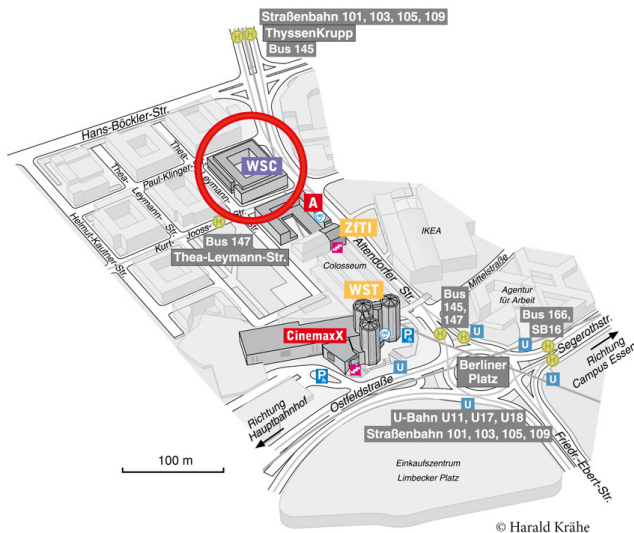 Straßenbahn 101, 103, 105, 109
H H
ThyssenKrupp
Bus 145
Hans-Böckler-Str.
Thea-
Leymann-
Str.
Paul-Klinger-
Thea-
Leymann-
Str.
WSC
A
Helmut-Kautner-Str.
Kurt-
Jooss-
H
Bus 147
Thea-Leymann-Str.
ZfTI
IKEA
Colosseum
Altendorfer Str.
Mittelstraße
WST
Agentur
für Arbeit
Bus
145,
147
H H
U
Bus 166,
SB16
U
H
H
Segerothstr.
Richtung
Campus Essen
CinemaxX
P
P
U
Berliner
Platz
U
Ostfeldstraße
Richtung
Hauptbahnhof
U
U-Bahn U11, U17, U18
Straßenbahn 101, 103, 105, 109
Friedr.-Ebert-Str.
Einkaufszentrum
Limbecker Platz
100 m
© Harald Krähe